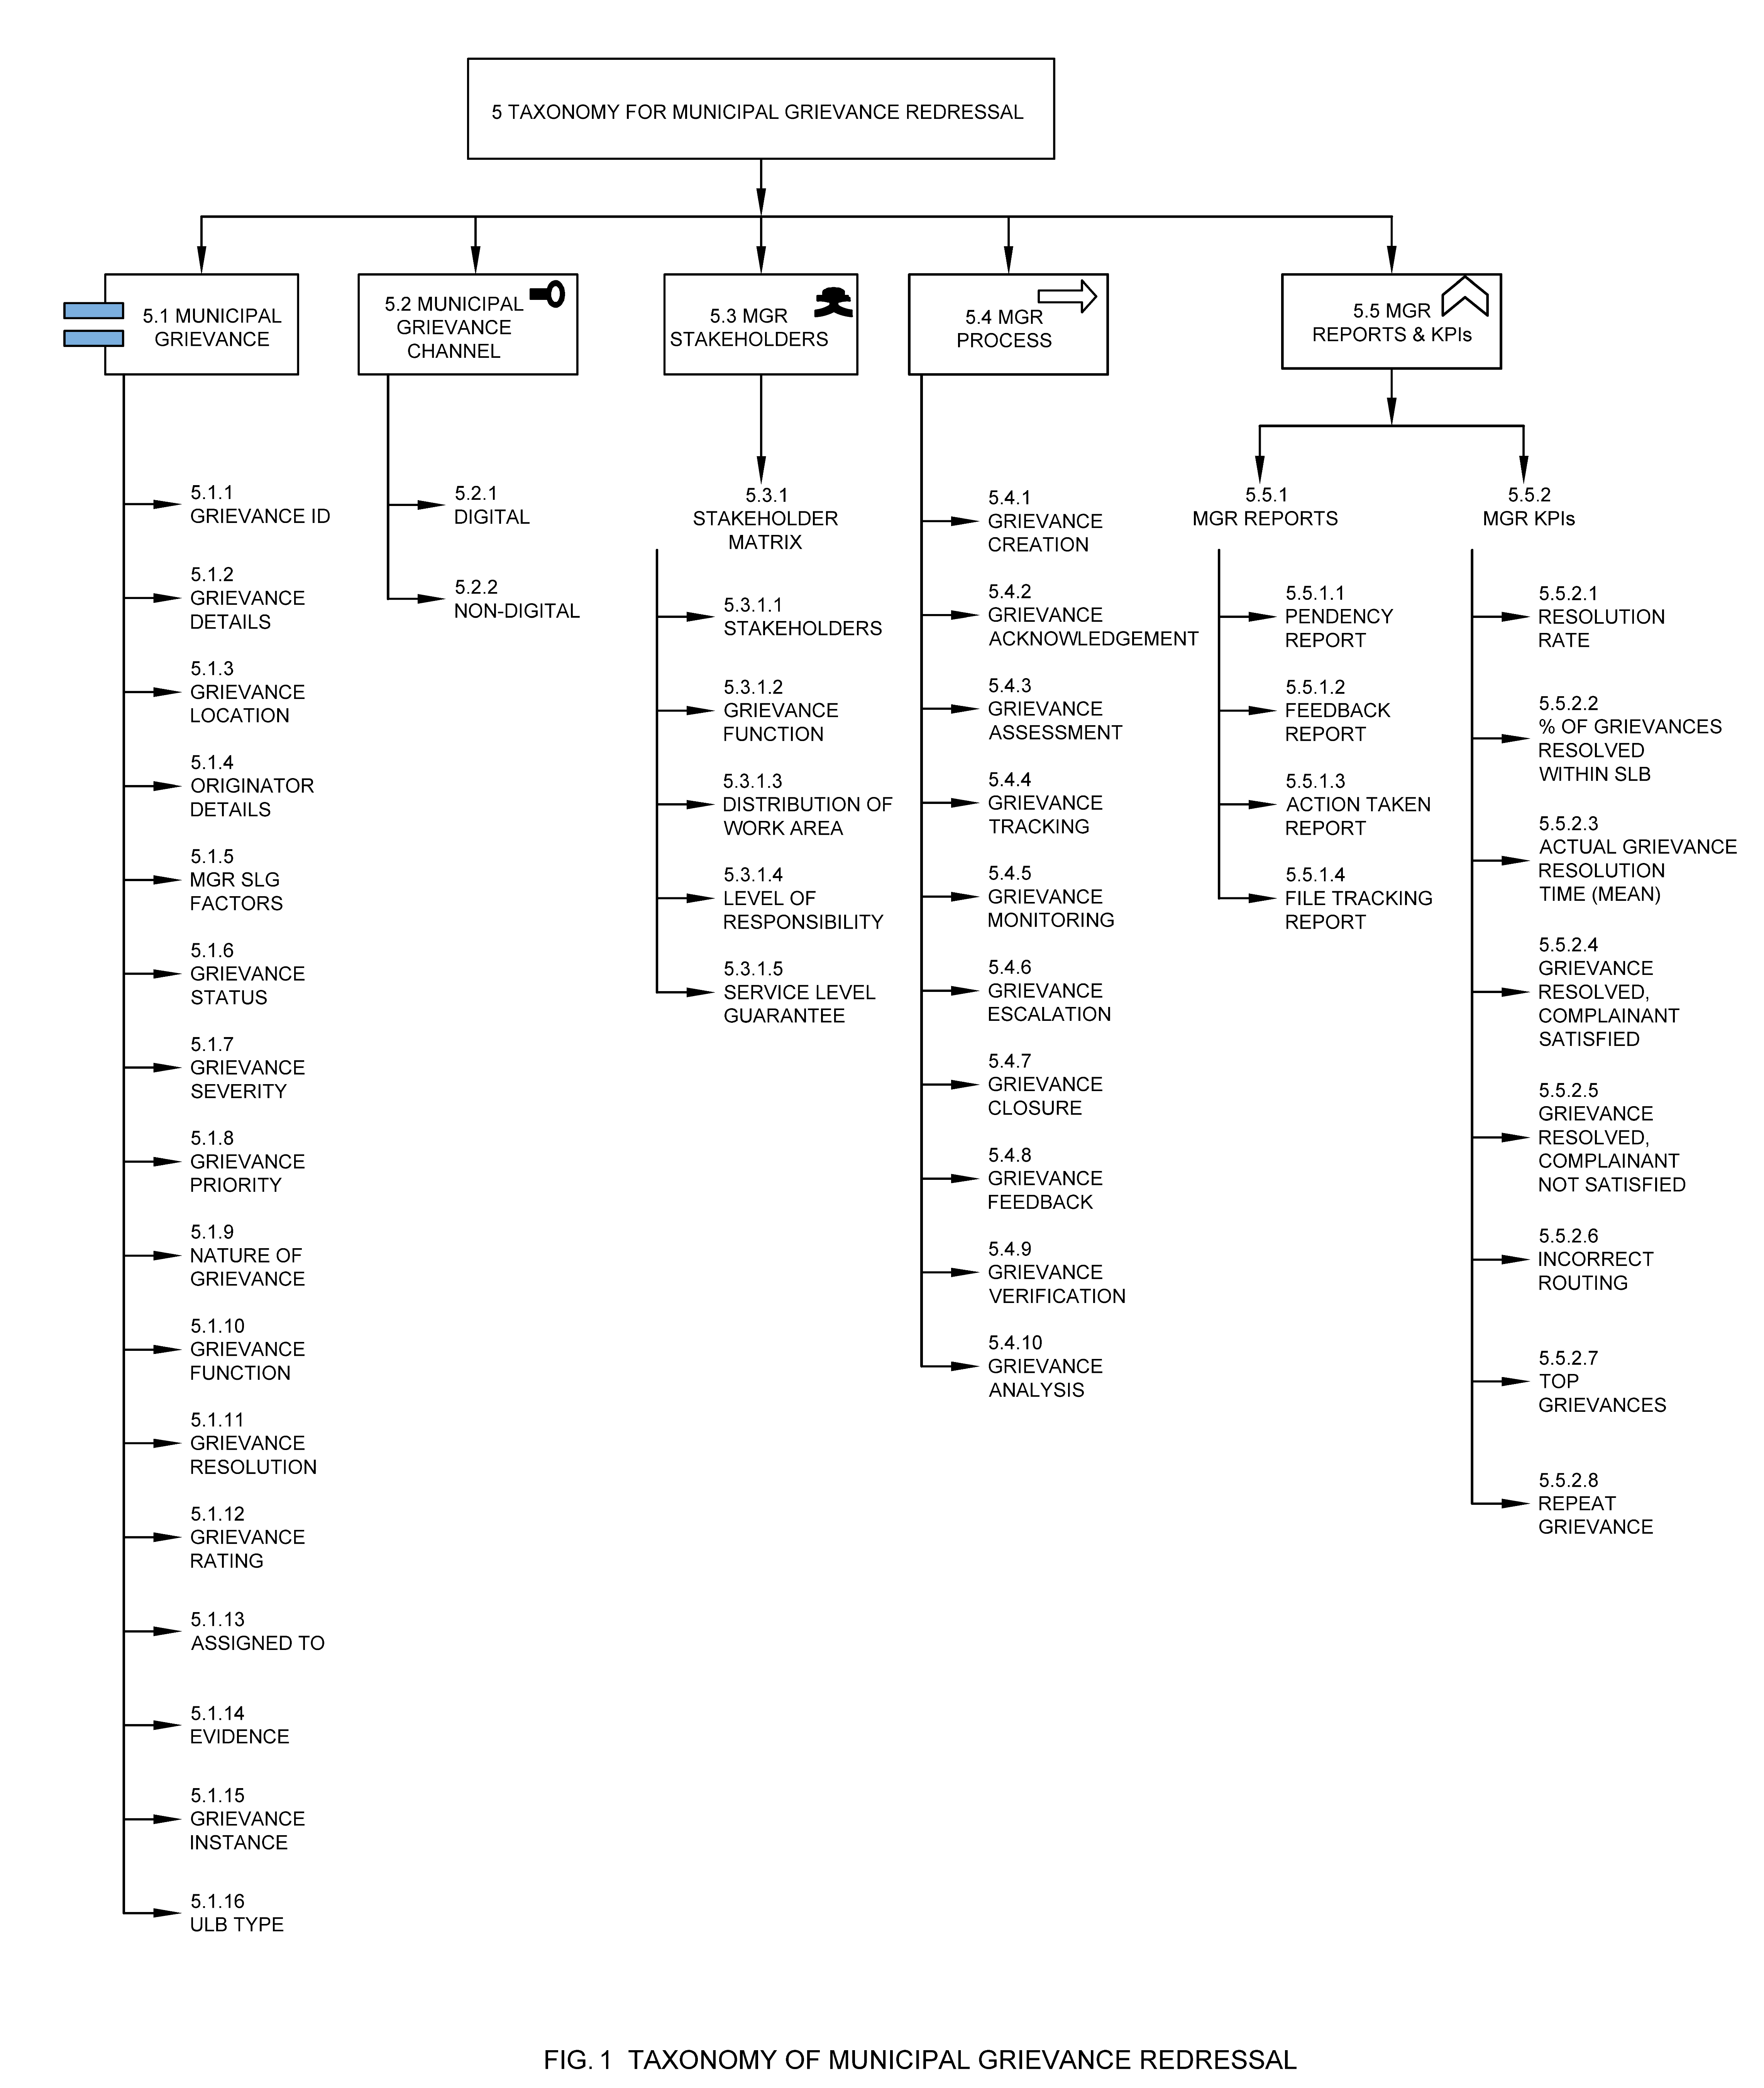 5 TAXONOMY FOR MUNICIPAL GRIEVANCE REDRESSAL
5.1 MUNICIPAL
GRIEVANCE
5.2 MUNICIPAL
GRIEVANCE
CHANNEL
5.3 MGR
STAKEHOLDERS
5.4 MGR
PROCESS
5.5 MGR
REPORTS & KPIs
5.1.1
GRIEVANCE ID
5.1.2
GRIEVANCE
DETAILS
5.1.3
GRIEVANCE
LOCATION
5.1.4
ORIGINATOR
DETAILS
5.1.5
MGR SLG
FACTORS
5.1.6
GRIEVANCE
STATUS
5.1.7
GRIEVANCE
SEVERITY
5.1.8
GRIEVANCE
PRIORITY
5.1.9
NATURE OF
GRIEVANCE
5.1.10
GRIEVANCE
FUNCTION
5.1.11
GRIEVANCE
RESOLUTION
5.1.12
GRIEVANCE
RATING
5.1.13
ASSIGNED TO
5.1.14
EVIDENCE
5.1.15
GRIEVANCE
INSTANCE
5.1.16
ULB TYPE
5.2.1
DIGITAL
5.2.2
NON-DIGITAL
5.3.1
STAKEHOLDER
MATRIX
5.3.1.1
STAKEHOLDERS
5.3.1.2
GRIEVANCE
FUNCTION
5.3.1.3
DISTRIBUTION OF
WORK AREA
5.3.1.4
LEVEL OF
RESPONSIBILITY
5.3.1.5
SERVICE LEVEL
GUARANTEE
5.4.1
GRIEVANCE
CREATION
5.4.2
GRIEVANCE
ACKNOWLEDGEMENT
5.4.3
GRIEVANCE
ASSESSMENT
5.4.4
GRIEVANCE
TRACKING
5.4.5
GRIEVANCE
MONITORING
5.4.6
GRIEVANCE
ESCALATION
5.4.7
GRIEVANCE
CLOSURE
5.4.8
GRIEVANCE
FEEDBACK
5.4.9
GRIEVANCE
VERIFICATION
5.4.10
GRIEVANCE
ANALYSIS
5.5.1
MGR REPORTS
5.5.1.1
PENDENCY
REPORT
5.5.1.2
FEEDBACK
REPORT
5.5.1.3
ACTION TAKEN
REPORT
5.5.1.4
FILE TRACKING
REPORT
5.5.2
MGR KPIs
5.5.2.1
RESOLUTION
RATE
5.5.2.2
% OF GRIEVANCES
RESOLVED
WITHIN SLB
5.5.2.3
ACTUAL GRIEVANCE
RESOLUTION
TIME (MEAN)
5.5.2.4
GRIEVANCE
RESOLVED,
COMPLAINANT
SATISFIED
5.5.2.5
GRIEVANCE
RESOLVED,
COMPLAINANT
NOT SATISFIED
5.5.2.6
INCORRECT
ROUTING
5.5.2.7
TOP
GRIEVANCES
5.5.2.8
REPEAT
GRIEVANCE
FIG. 1 TAXONOMY OF MUNICIPAL GRIEVANCE REDRESSAL